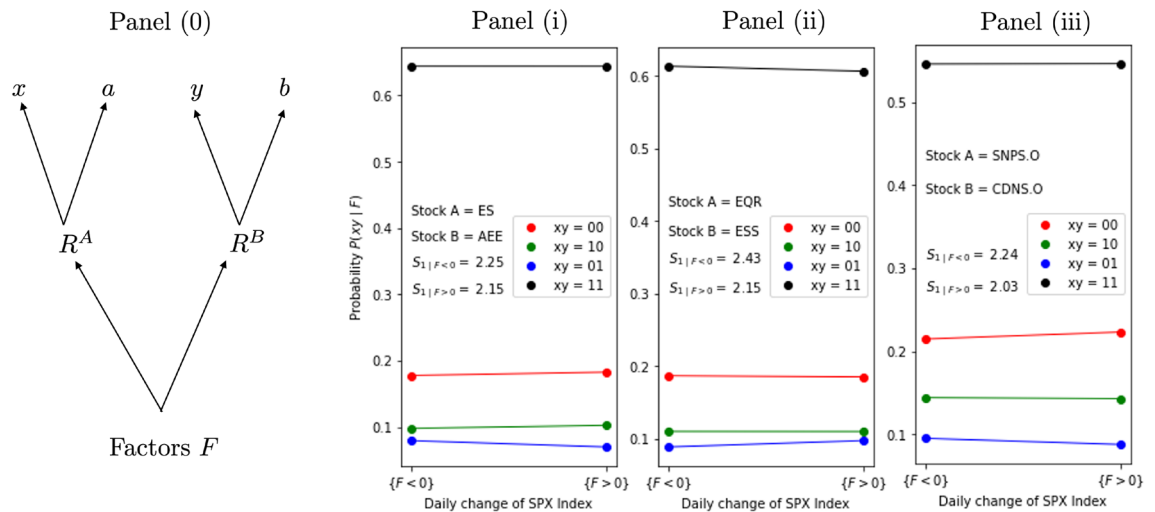 Panel (0)
x a y b
R^A R^B
Factors F
Panel (i)
Probability P(xy | F)
0.6
0.5
0.4
0.3
0.2
0.1
Stock A = ES
Stock B = AEE
S_{1 | F<0} = 2.25
S_{1 | F>0} = 2.15
xy = 00
xy = 10
xy = 01
xy = 11
{F < 0} {F > 0}
Daily change of SPX Index
Panel (ii)
0.6
0.5
0.4
0.3
0.2
0.1
Stock A = EQR
Stock B = ESS
S_{1 | F<0} = 2.43
S_{1 | F>0} = 2.15
xy = 00
xy = 10
xy = 01
xy = 11
{F < 0} {F > 0}
Daily change of SPX Index
Panel (iii)
0.5
0.4
0.3
0.2
0.1
Stock A = SNPS.O
Stock B = CDNS.O
S_{1 | F<0} = 2.24
S_{1 | F>0} = 2.03
xy = 00
xy = 10
xy = 01
xy = 11
{F < 0} {F > 0}
Daily change of SPX Index